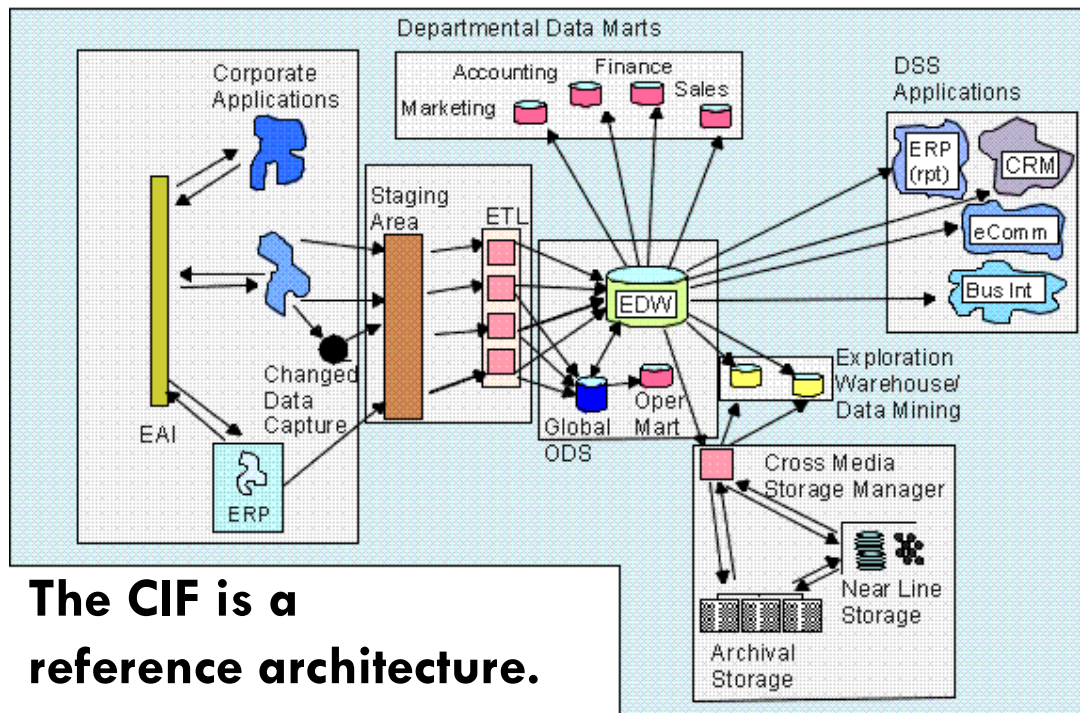 Departmental Data Marts
Accounting
Finance
Marketing
Sales
Corporate
Applications
DSS
Applications
ERP
(rpt)
CRM
eComm
Bus Int
Staging
Area
ETL
EDW
Changed
Data
Capture
EAI
ERP
Global
ODS
Oper
Mart
Exploration
Warehouse/
Data Mining
Cross Media
Storage Manager
Near Line
Storage
Archival
Storage
The CIF is a
reference architecture.